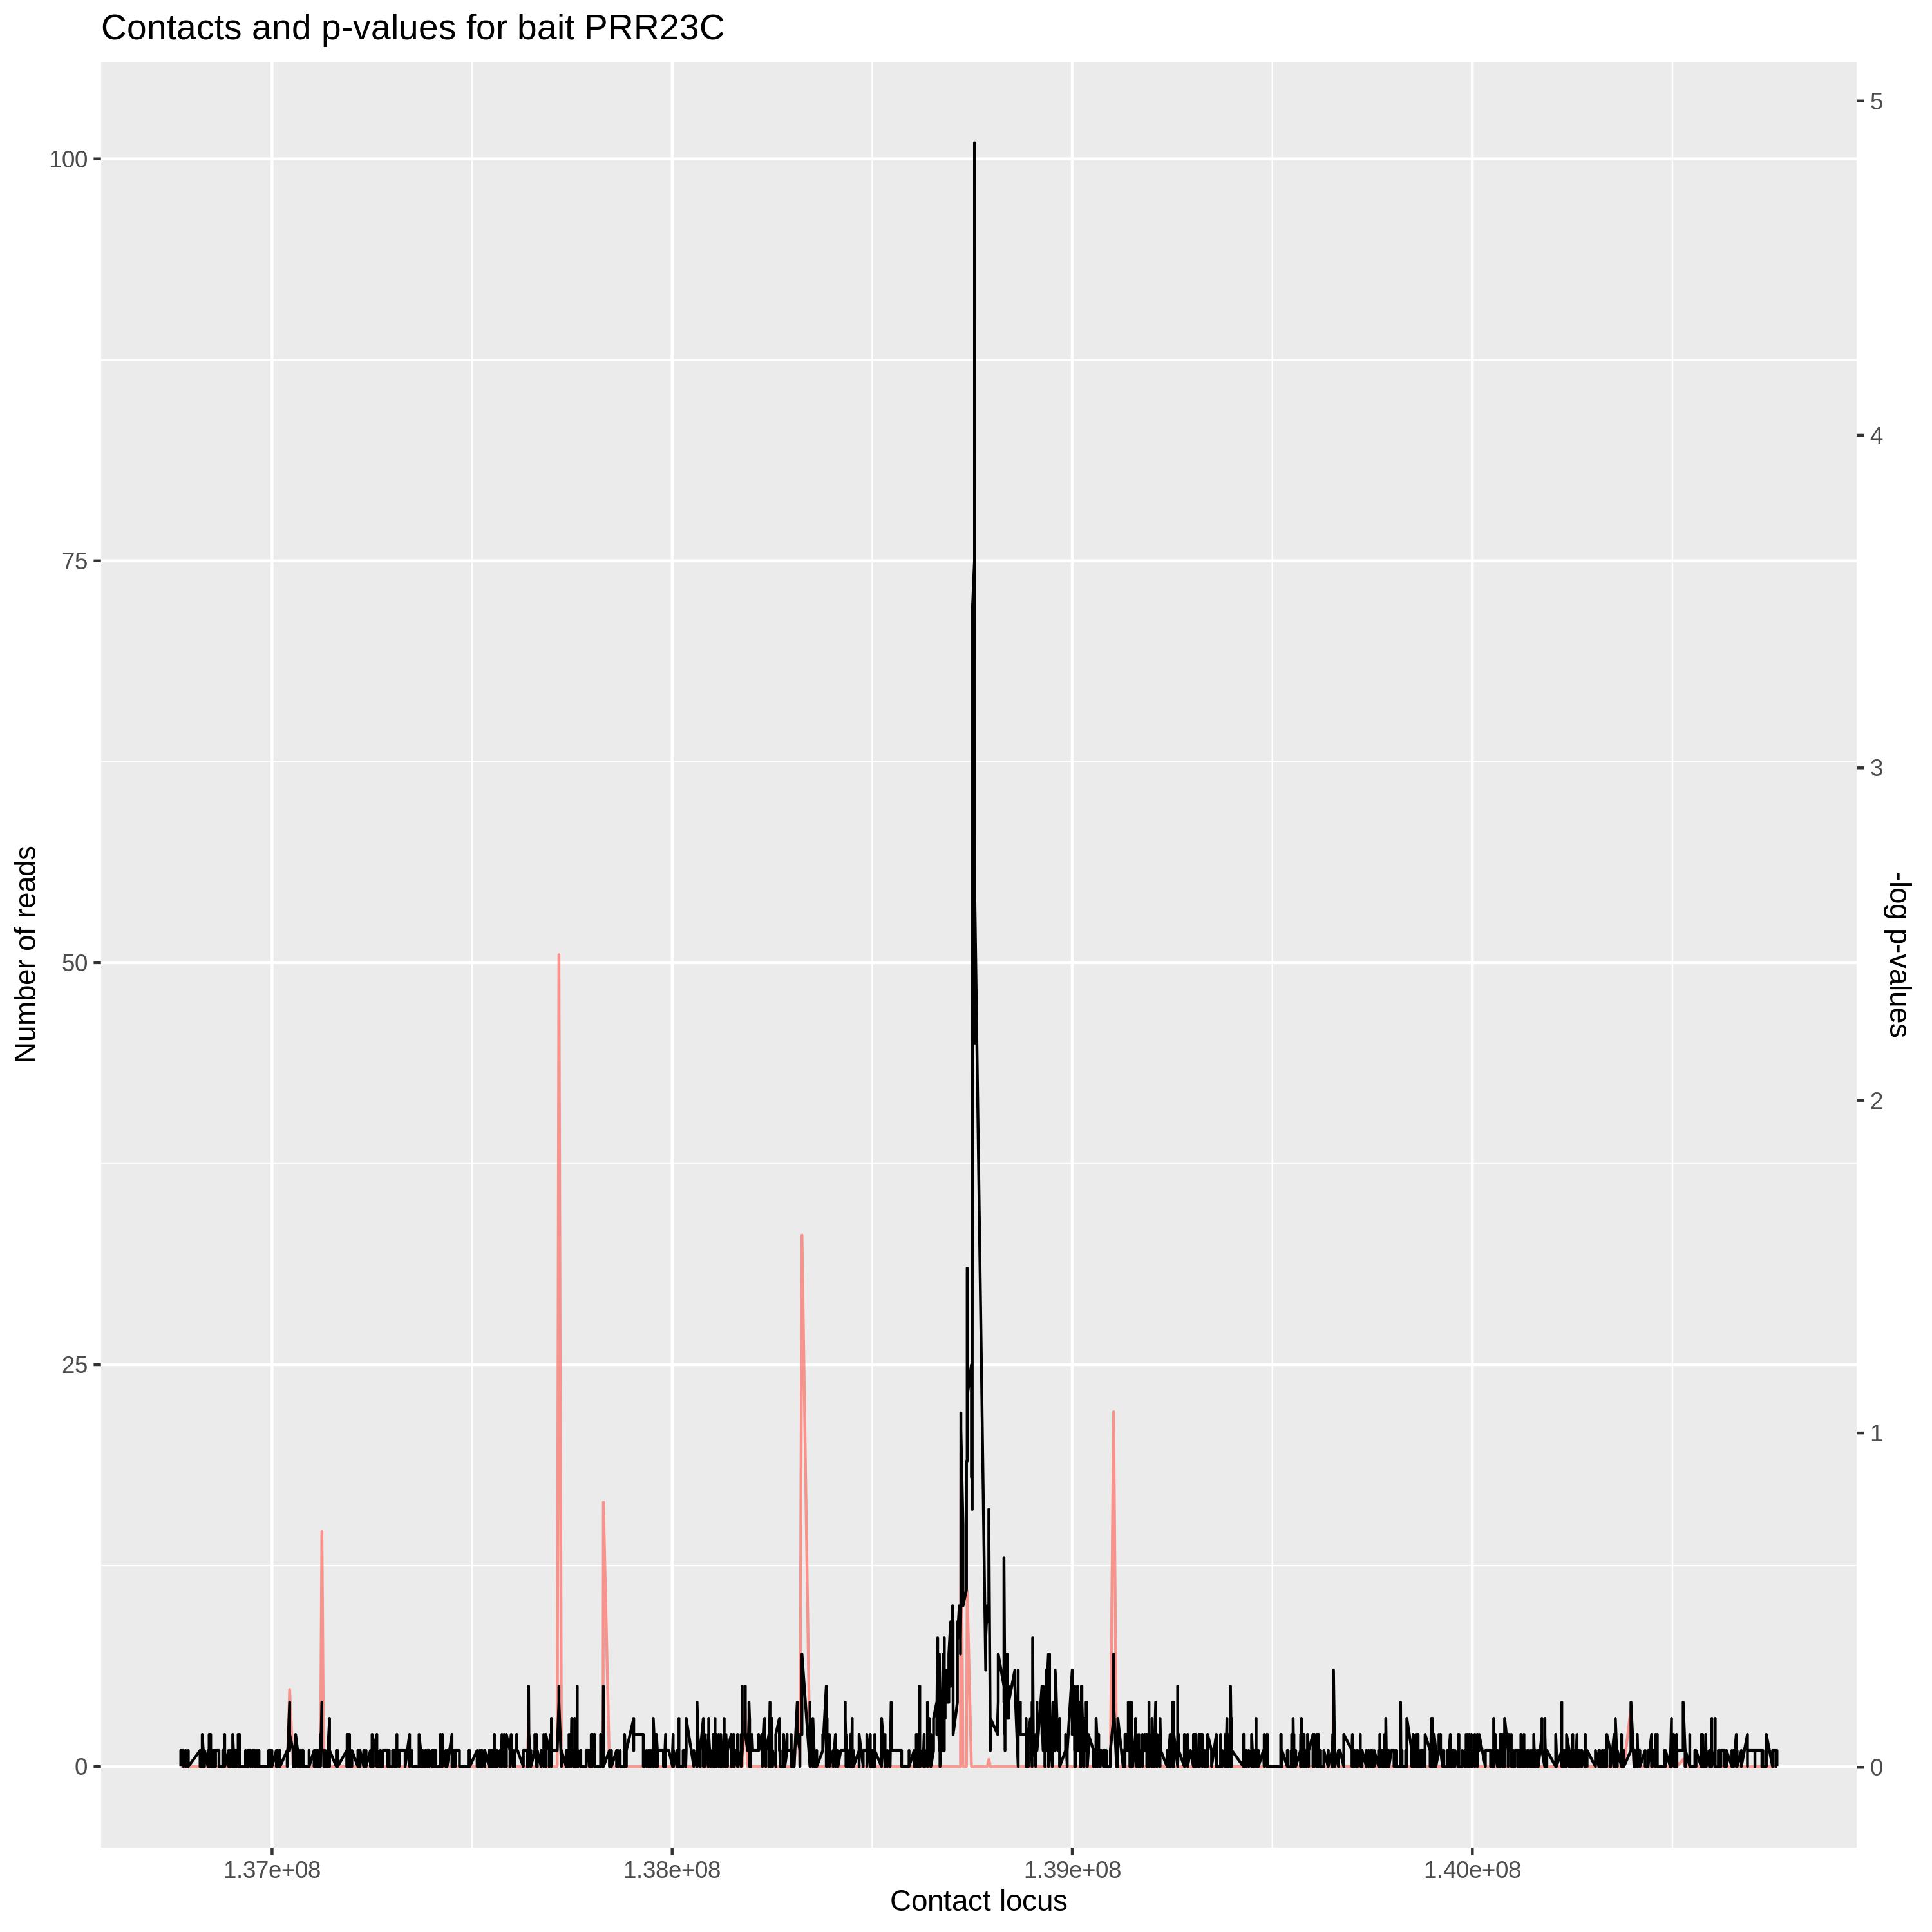 Contacts and p-values for bait PRR23C
100
75
50
25
0
Number of reads
5
4
3
2
1
0
-log p-values
1.37e+08 1.38e+08 1.39e+08 1.40e+08
Contact locus